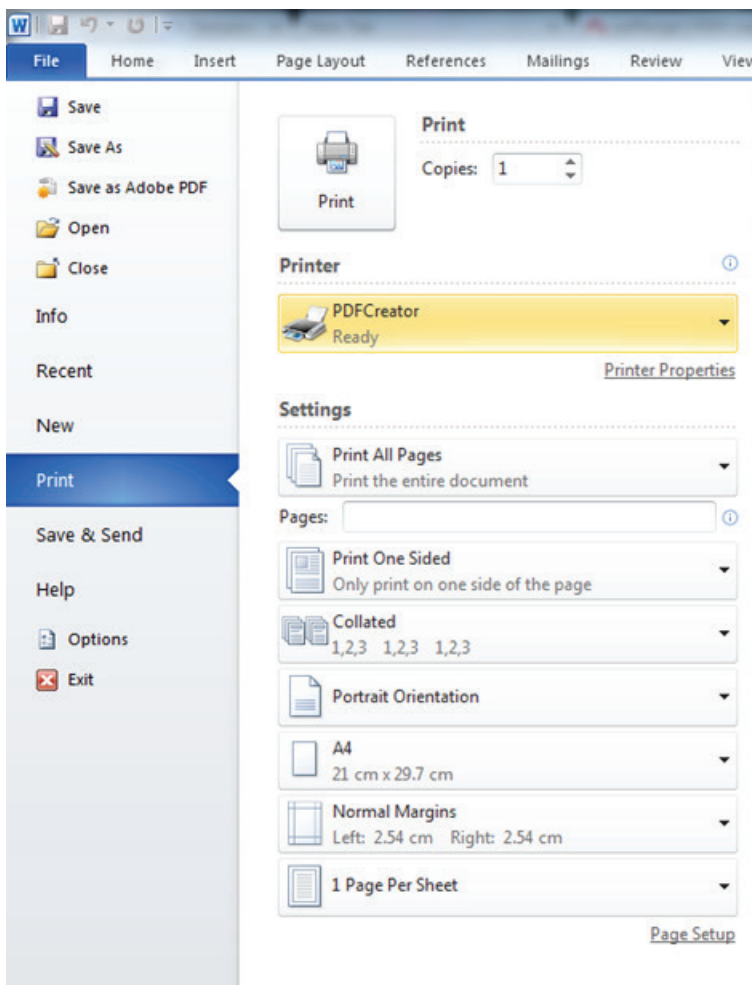 W
File Home Insert Page Layout References Mailings Review View
Save
Save As
Save as Adobe PDF
Open
Close
Info
Recent
New
Print
Save & Send
Help
Options
Exit
Print
Print
Copies: 1
Printer
PDFCreator
Ready
Printer Properties
Settings
Print All Pages
Print the entire document
Pages:
Print One Sided
Only print on one side of the page
Collated
1,2,3 1,2,3 1,2,3
Portrait Orientation
A4
21 cm x 29.7 cm
Normal Margins
Left: 2.54 cm Right: 2.54 cm
1 Page Per Sheet
Page Setup